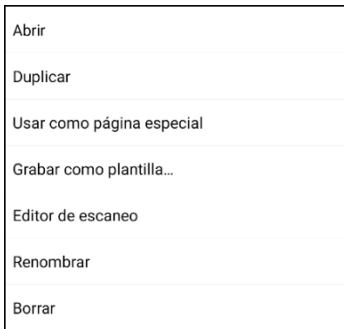 Abrir
Duplicar
Usar como página especial
Grabar como plantilla...
Editor de escaneo
Renombrar
Borrar